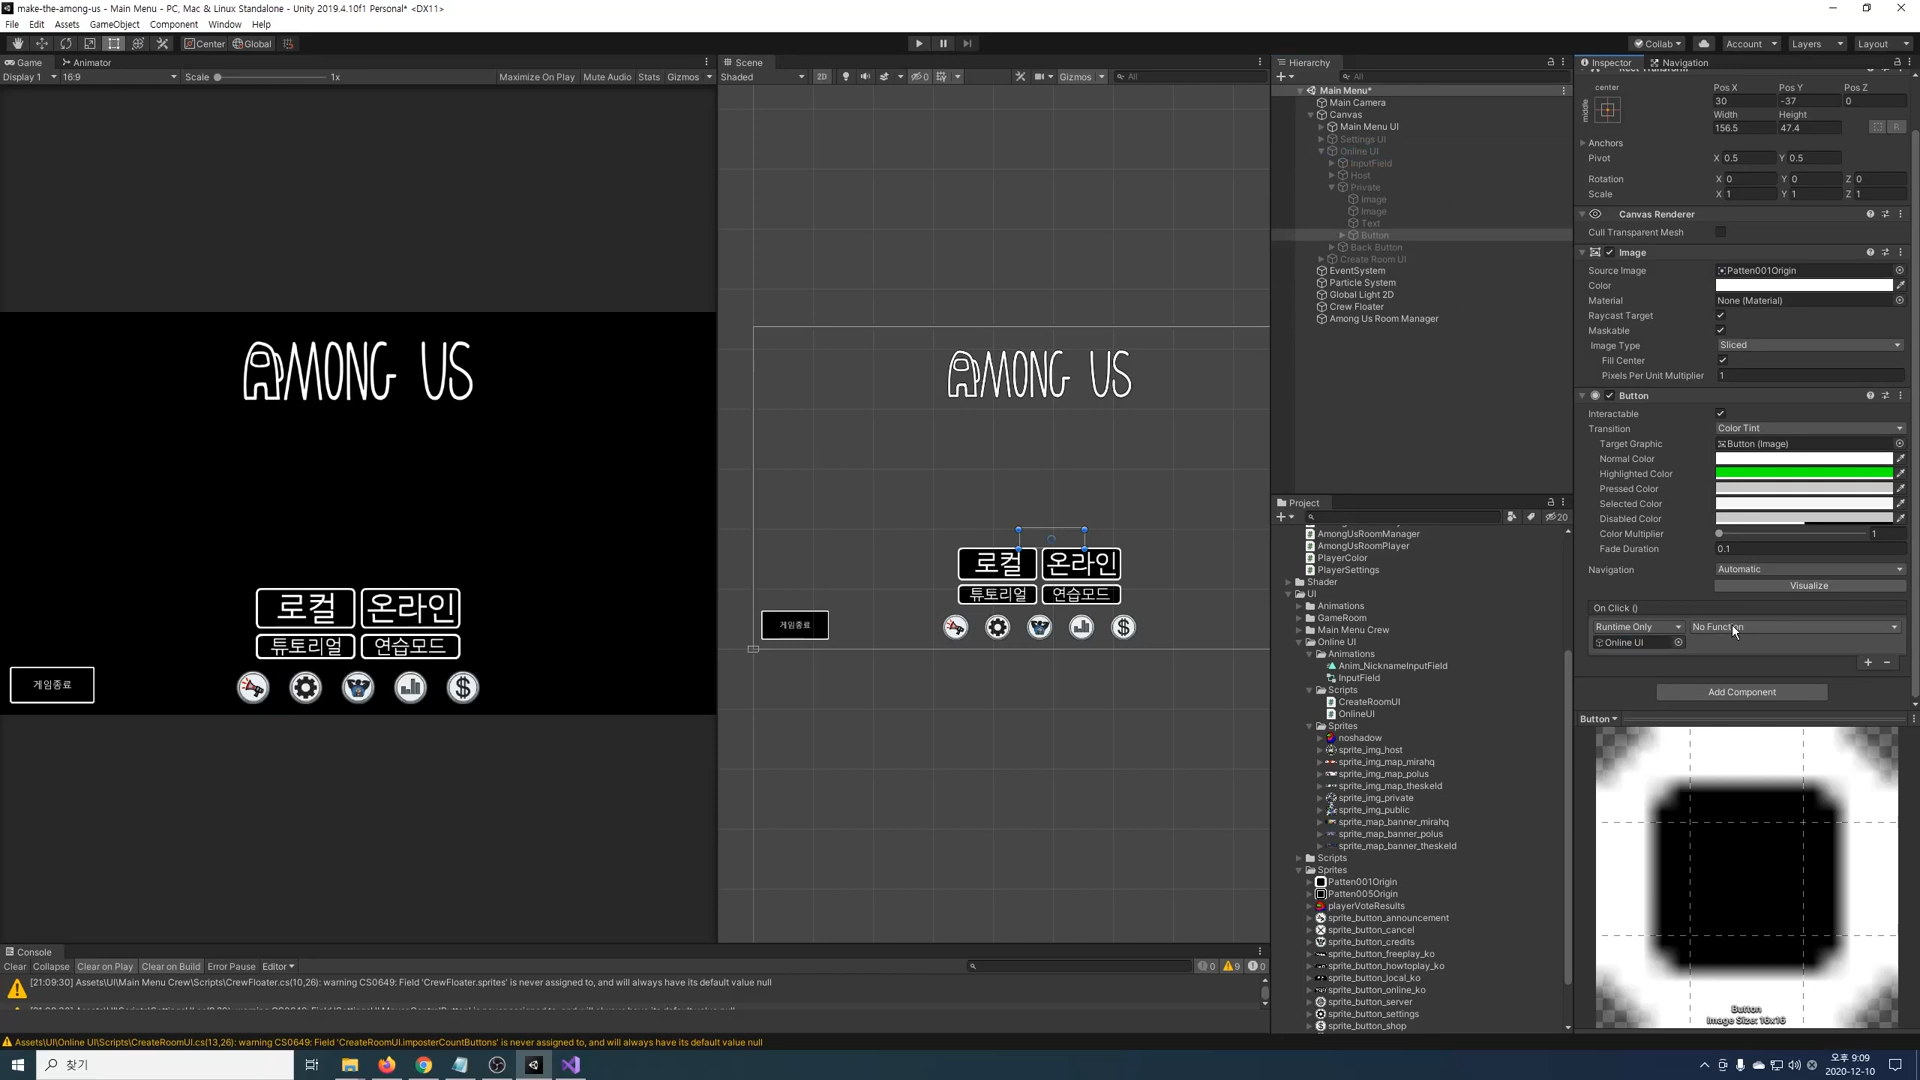 make-the-among-us - Main Menu - PC, Mac & Linux Standalone - Unity 2019.4.10f1 Personal* <DX11>
File Edit Assets GameObject Component Window Help
Center Global
Collab Account Layers Layout
Game Animator
Display 1 16:9 Scale 1x Maximize On Play Mute Audio Stats Gizmos
AMONG US
로컬 온라인
튜토리얼 연습모드
게임종료
Scene
Shaded 2D 0 Gizmos All
AMONG US
로컬 온라인
튜토리얼 연습모드
게임종료
Hierarchy
All
Main Menu*
Main Camera
Canvas
Main Menu UI
Settings UI
Online UI
InputField
Host
Private
Image
Image
Text
Button
Back Button
Create Room UI
EventSystem
Particle System
Global Light 2D
Crew Floater
Among Us Room Manager
Project
20
AmongUsRoomManager
AmongUsRoomPlayer
PlayerColor
PlayerSettings
Shader
UI
Animations
GameRoom
Main Menu Crew
Online UI
Animations
Anim_NicknameInputField
InputField
Scripts
CreateRoomUI
OnlineUI
Sprites
noshadow
sprite_img_host
sprite_img_map_mirahq
sprite_img_map_polus
sprite_img_map_theskeld
sprite_img_private
sprite_img_public
sprite_map_banner_mirahq
sprite_map_banner_polus
sprite_map_banner_theskeld
Scripts
Sprites
Patten001Origin
Patten005Origin
playerVoteResults
sprite_button_announcement
sprite_button_cancel
sprite_button_credits
sprite_button_freeplay_ko
sprite_button_howtoplay_ko
sprite_button_local_ko
sprite_button_online_ko
sprite_button_server
sprite_button_settings
sprite_button_shop
Inspector Navigation
center Pos X Pos Y Pos Z
middle 30 -37 0
Width Height
156.5 47.4
R
Anchors
Pivot X 0.5 Y 0.5
Rotation X 0 Y 0 Z 0
Scale X 1 Y 1 Z 1
Canvas Renderer
Cull Transparent Mesh
Image
Source Image Patten001Origin
Color
Material None (Material)
Raycast Target
Maskable
Image Type Sliced
Fill Center
Pixels Per Unit Multiplier 1
Button
Interactable
Transition Color Tint
Target Graphic Button (Image)
Normal Color
Highlighted Color
Pressed Color
Selected Color
Disabled Color
Color Multiplier 1
Fade Duration 0.1
Navigation Automatic
Visualize
On Click ()
Runtime Only No Function
Online UI
Add Component
Button
Button
Image Size: 16x16
Console
Clear Collapse Clear on Play Clear on Build Error Pause Editor 0 9 0
[21:09:30] Assets\UI\Main Menu Crew\Scripts\CrewFloater.cs(10,26): warning CS0649: Field 'CrewFloater.sprites' is never assigned to, and will always have its default value null
Assets\UI\Online UI\Scripts\CreateRoomUI.cs(13,26): warning CS0649: Field 'CreateRoomUI.imposterCountButtons' is never assigned to, and will always have its default value null
찾기
오후 9:09
2020-12-10